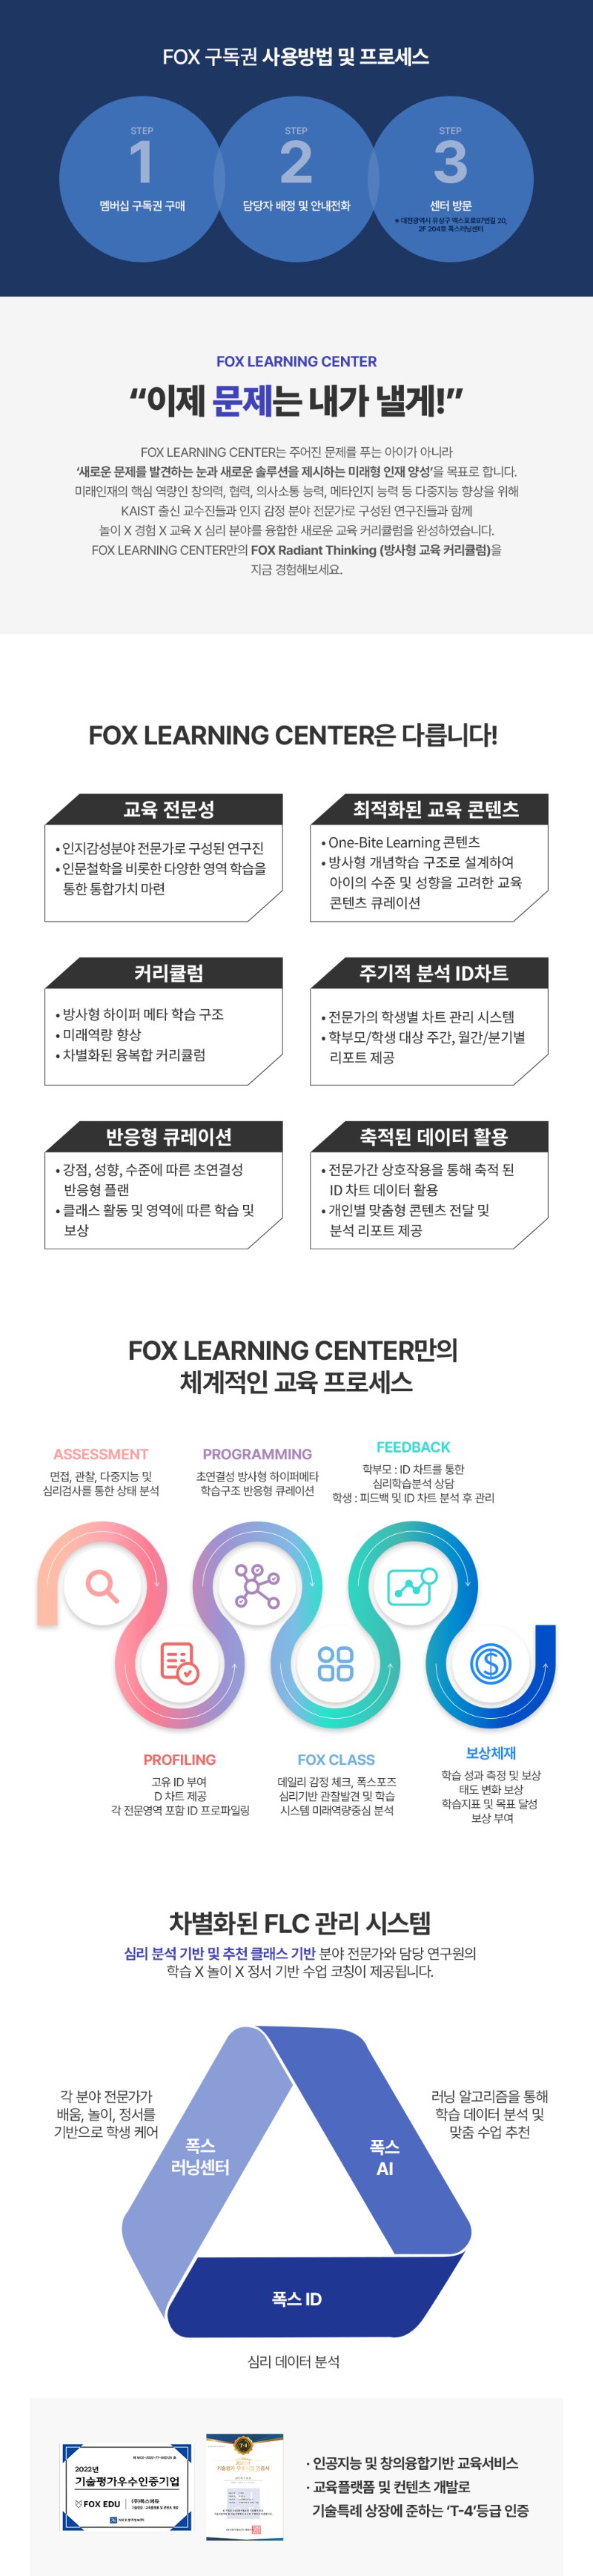 FOX 구독권 사용방법 및 프로세스
STEP
1
멤버십 구독권 구매
STEP
2
담당자 배정 및 안내전화
STEP
3
센터 방문
※ 대전광역시 유성구 엑스포로97번길 20,
2F 204호 폭스러닝센터
FOX LEARNING CENTER
“이제 문제는 내가 낼게!”
FOX LEARNING CENTER는 주어진 문제를 푸는 아이가 아니라
‘새로운 문제를 발견하는 눈과 새로운 솔루션을 제시하는 미래형 인재 양성’을 목표로 합니다.
미래인재의 핵심 역량인 창의력, 협력, 의사소통 능력, 메타인지 능력 등 다중지능 향상을 위해
KAIST 출신 교수진들과 인지 감정 분야 전문가로 구성된 연구진들과 함께
놀이 X 경험 X 교육 X 심리 분야를 융합한 새로운 교육 커리큘럼을 완성하였습니다.
FOX LEARNING CENTER만의 FOX Radiant Thinking (방사형 교육 커리큘럼)을
지금 경험해보세요.
FOX LEARNING CENTER은 다릅니다!
교육 전문성
• 인지감성분야 전문가로 구성된 연구진
• 인문철학을 비롯한 다양한 영역 학습을
통한 통합가치 마련
최적화된 교육 콘텐츠
• One-Bite Learning 콘텐츠
• 방사형 개념학습 구조로 설계하여
아이의 수준 및 성향을 고려한 교육
콘텐츠 큐레이션
커리큘럼
• 방사형 하이퍼 메타 학습 구조
• 미래역량 향상
• 차별화된 융복합 커리큘럼
주기적 분석 ID차트
• 전문가의 학생별 차트 관리 시스템
• 학부모/학생 대상 주간, 월간/분기별
리포트 제공
반응형 큐레이션
• 강점, 성향, 수준에 따른 초연결성
반응형 플랜
• 클래스 활동 및 영역에 따른 학습 및
보상
축적된 데이터 활용
• 전문가간 상호작용을 통해 축적 된
ID 차트 데이터 활용
• 개인별 맞춤형 콘텐츠 전달 및
분석 리포트 제공
FOX LEARNING CENTER만의
체계적인 교육 프로세스
ASSESSMENT
면접, 관찰, 다중지능 및
심리검사를 통한 상태 분석
PROGRAMMING
초연결성 방사형 하이퍼메타
학습구조 반응형 큐레이션
FEEDBACK
학부모 : ID 차트를 통한
심리학습분석 상담
학생 : 피드백 및 ID 차트 분석 후 관리
PROFILING
고유 ID 부여
D 차트 제공
각 전문영역 포함 ID 프로파일링
FOX CLASS
데일리 감정 체크, 폭스포즈
심리기반 관찰발견 및 학습
시스템 미래역량중심 분석
보상체재
학습 성과 측정 및 보상
태도 변화 보상
학습지표 및 목표 달성
보상 부여
차별화된 FLC 관리 시스템
심리 분석 기반 및 추천 클래스 기반 분야 전문가와 담당 연구원의
학습 X 놀이 X 정서 기반 수업 코칭이 제공됩니다.
각 분야 전문가가
배움, 놀이, 정서를
기반으로 학생 케어
폭스
러닝센터
폭스
AI
러닝 알고리즘을 통해
학습 데이터 분석 및
맞춤 수업 추천
폭스 ID
심리 데이터 분석
2022년
기술평가우수인증기업
FOX EDU
(주)폭스에듀
T-4
· 인공지능 및 창의융합기반 교육서비스
· 교육플랫폼 및 컨텐츠 개발로
기술특례 상장에 준하는 ‘T-4’등급 인증